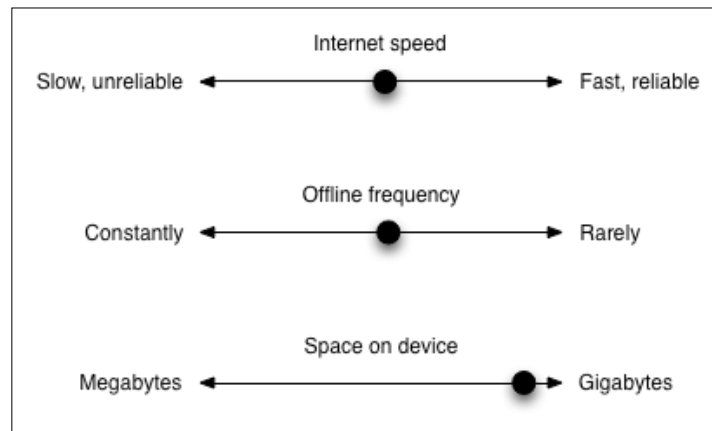 Internet speed
Slow, unreliable Fast, reliable
Offline frequency
Constantly Rarely
Space on device
Megabytes Gigabytes